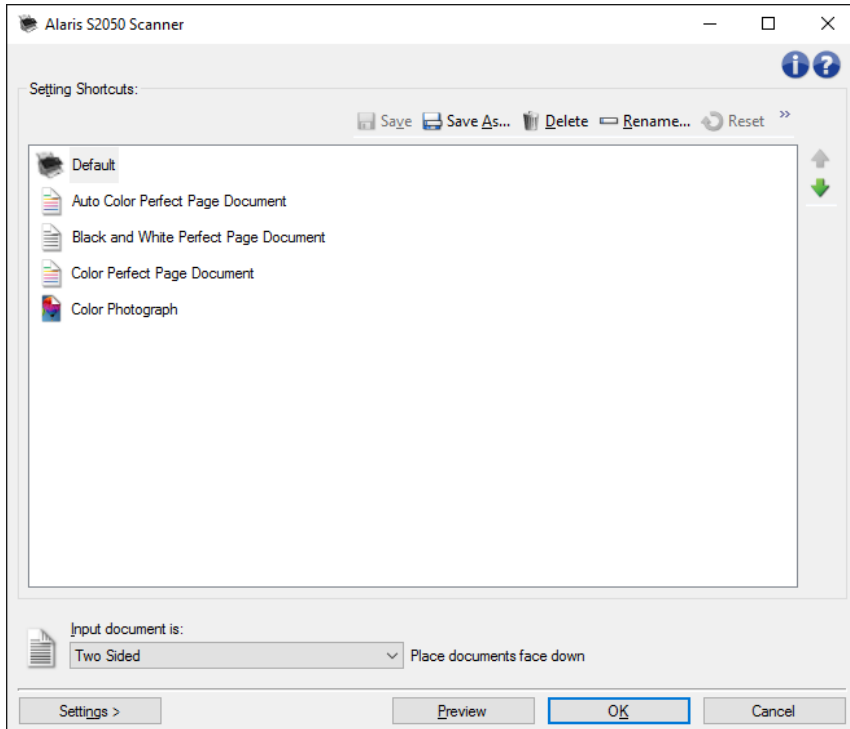 Alaris S2050 Scanner
Setting Shortcuts:
Save Save As... Delete Rename... Reset »
Default
Auto Color Perfect Page Document
Black and White Perfect Page Document
Color Perfect Page Document
Color Photograph
Input document is:
Two Sided Place documents face down
Settings > Preview OK Cancel